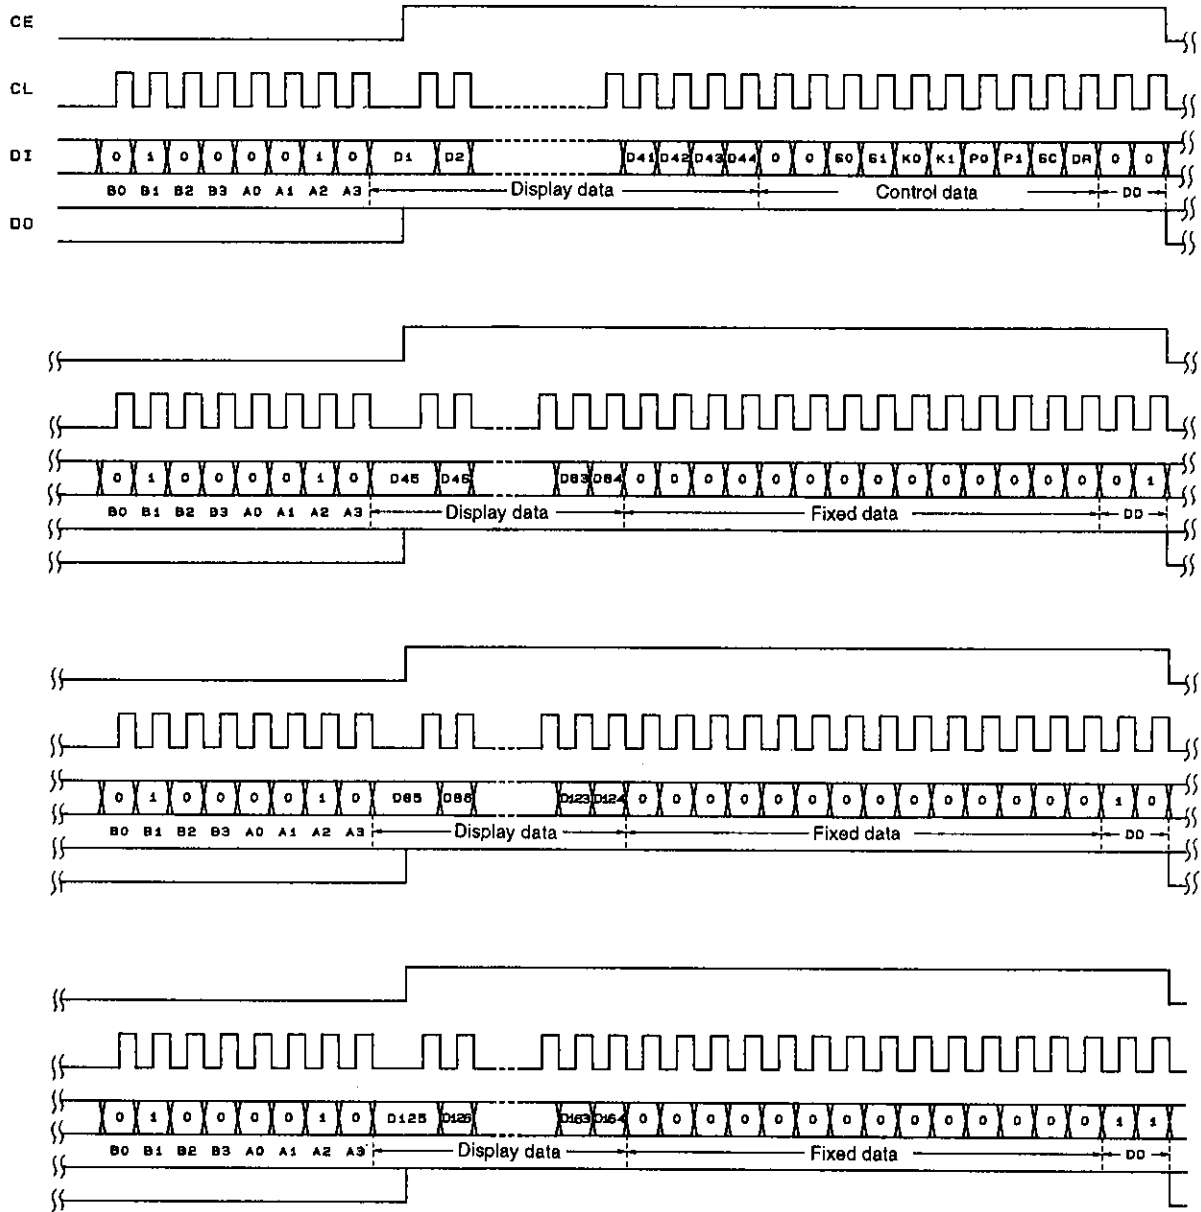 CE
CL
DI 0 1 0 0 0 0 1 0 D1 D2 D41 D42 D43 D44 0 0 S0 S1 K0 K1 P0 P1 SC DR 0 0
B0 B1 B2 B3 A0 A1 A2 A3 Display data Control data DD
DO
0 1 0 0 0 0 1 0 D45 D46 D83 D84 0 0 0 0 0 0 0 0 0 0 0 0 0 0 0 1
B0 B1 B2 B3 A0 A1 A2 A3 Display data Fixed data DD
0 1 0 0 0 0 1 0 D85 D86 D123 D124 0 0 0 0 0 0 0 0 0 0 0 0 0 0 1 0
B0 B1 B2 B3 A0 A1 A2 A3 Display data Fixed data DD
0 1 0 0 0 0 1 0 D125 D126 D163 D164 0 0 0 0 0 0 0 0 0 0 0 0 0 0 1 1
B0 B1 B2 B3 A0 A1 A2 A3 Display data Fixed data DD